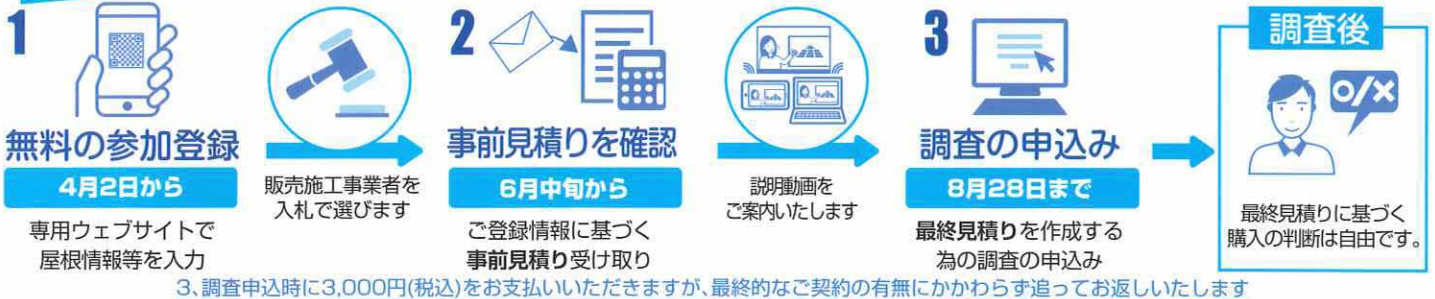 1
無料の参加登録
4月2日から
専用ウェブサイトで
屋根情報等を入力
販売施工事業者を
入札で選びます
2
事前見積りを確認
6月中旬から
ご登録情報に基づく
事前見積り受け取り
説明動画を
ご案内いたします
3
調査の申込み
8月28日まで
最終見積りを作成する
為の調査の申込み
調査後
O/×
最終見積りに基づく
購入の判断は自由です。
3、調査申込時に3,000円(税込)をお支払いいただきますが、最終的なご契約の有無にかかわらず追ってお返しいたします